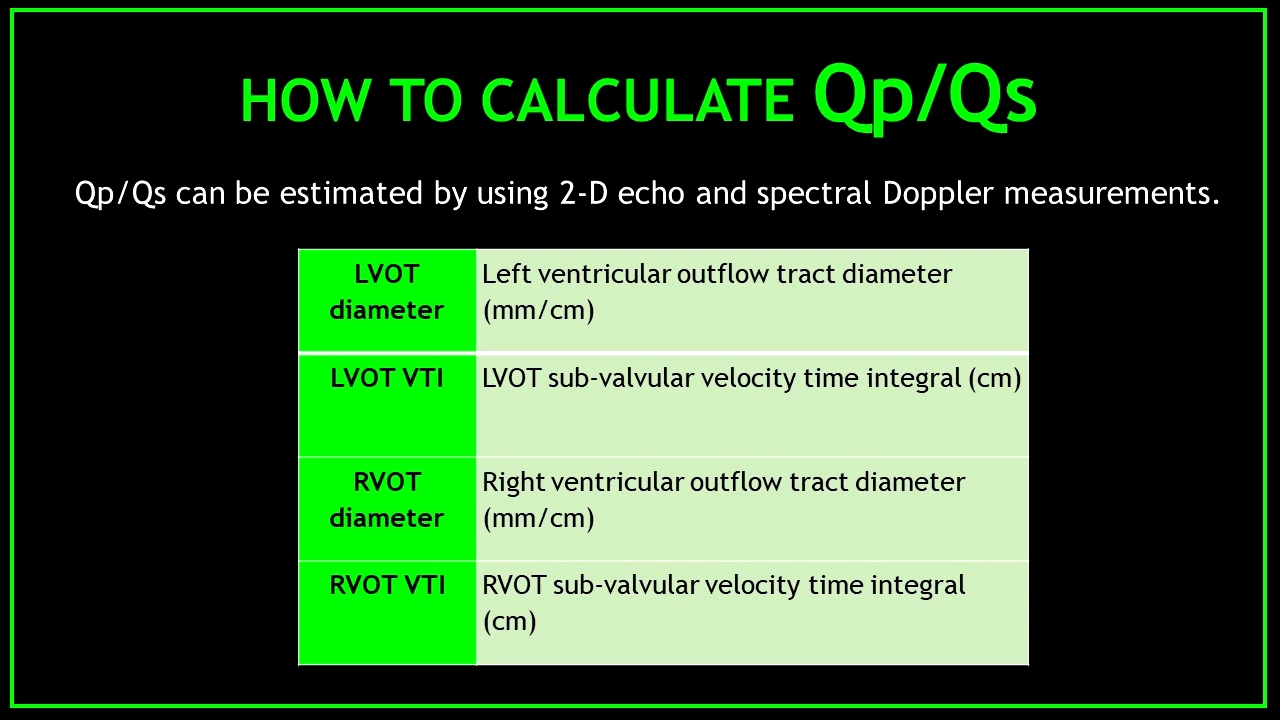 HOW TO CALCULATE Qp/Qs
Qp/Qs can be estimated by using 2-D echo and spectral Doppler measurements.
LVOT
diameter
Left ventricular outflow tract diameter
(mm/cm)
LVOT VTI
LVOT sub-valvular velocity time integral (cm)
RVOT
diameter
Right ventricular outflow tract diameter
(mm/cm)
RVOT VTI
RVOT sub-valvular velocity time integral
(cm)